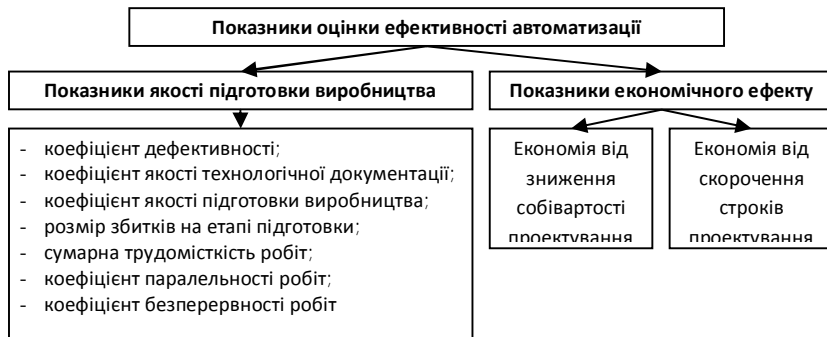 Показники оцінки ефективності автоматизації
Показники якості підготовки виробництва
- коефіцієнт дефективності;
- коефіцієнт якості технологічної документації;
- коефіцієнт якості підготовки виробництва;
- розмір збитків на етапі підготовки;
- сумарна трудомісткість робіт;
- коефіцієнт паралельності робіт;
- коефіцієнт безперервності робіт
Показники економічного ефекту
Економія від
зниження
собівартості
проектування
Економія від
скорочення
строків
проектування